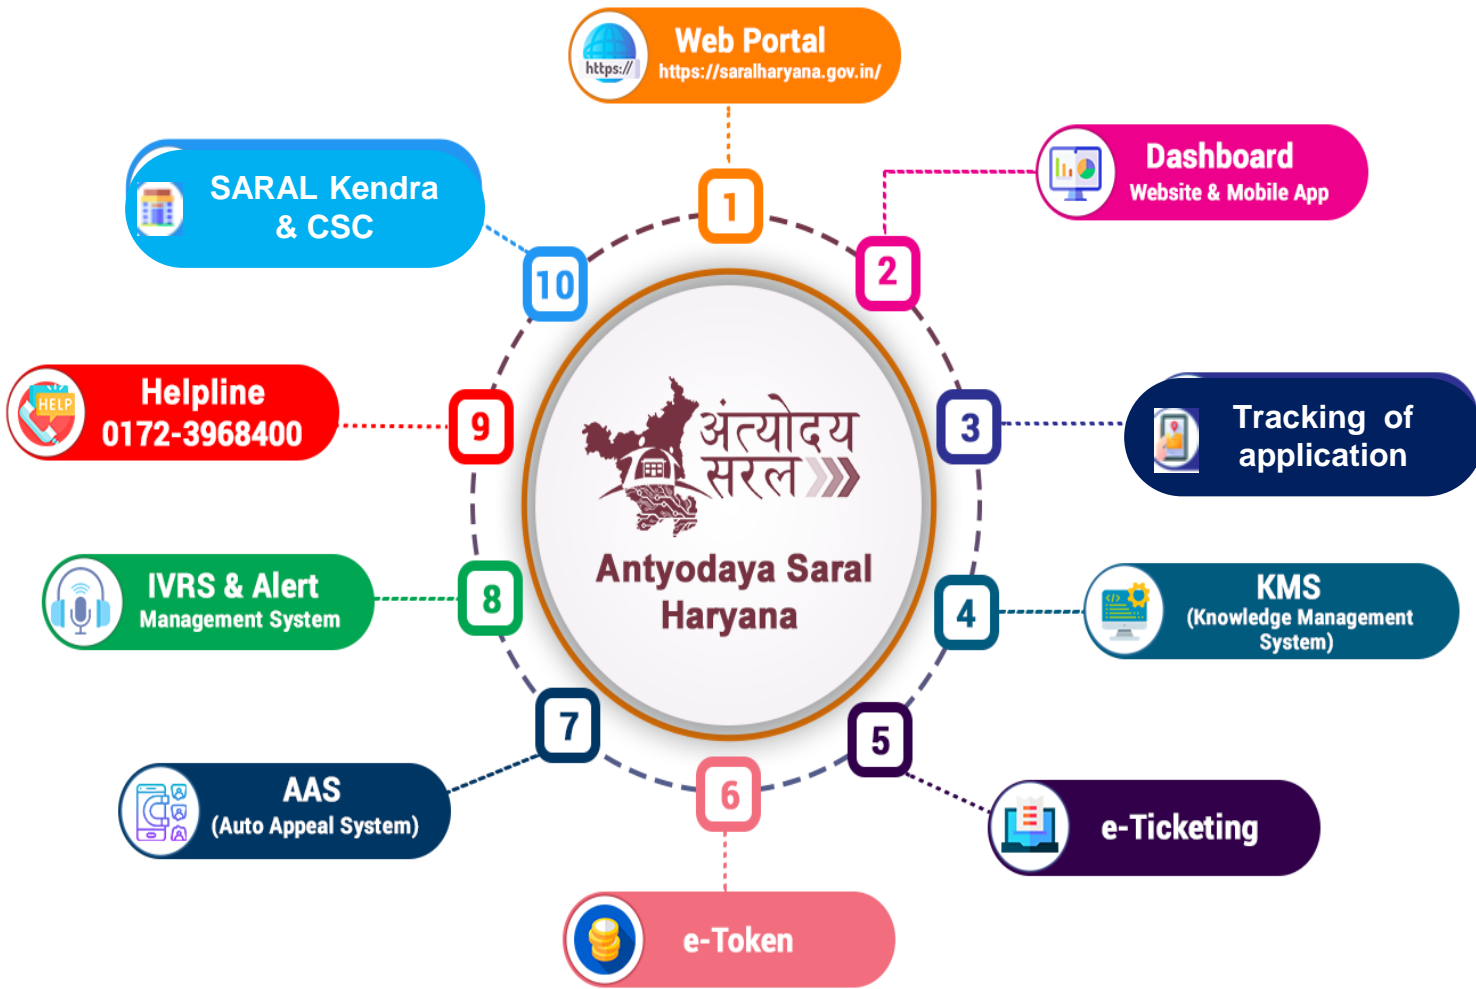 Web Portal
https://
https://saralharyana.gov.in/
1
Dashboard
Website & Mobile App
2
Tracking of
application
3
KMS
(Knowledge Management
System)
4
e-Ticketing
5
e-Token
6
AAS
(Auto Appeal System)
7
IVRS & Alert
Management System
8
HELP
Helpline
0172-3968400
9
SARAL Kendra
& CSC
10
अंत्योदय
सरल
Antyodaya Saral
Haryana